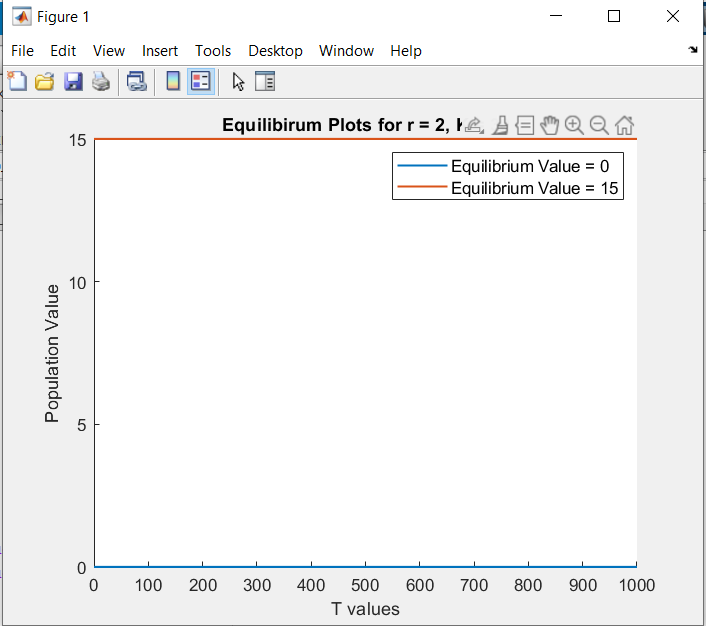 Figure 1
File Edit View Insert Tools Desktop Window Help
Equilibirum Plots for r = 2,
15
Equilibrium Value = 0
Equilibrium Value = 15
10
5
0
Population Value
0 100 200 300 400 500 600 700 800 900 1000
T values